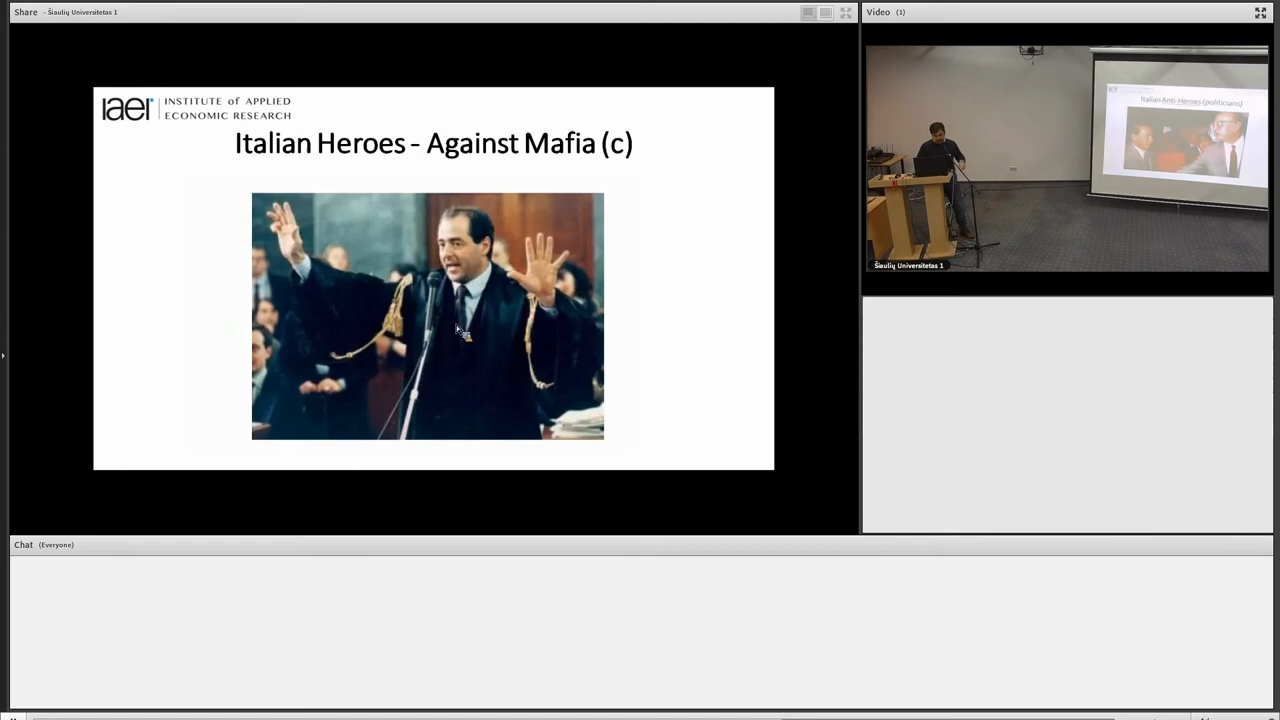 Share - Šiaulių Universitetas 1
Video (1)
iaer INSTITUTE of APPLIED
ECONOMIC RESEARCH
Italian Heroes - Against Mafia (c)
Italian Anti-Heroes (politicians)
Šiaulių Universitetas 1
Chat (Everyone)